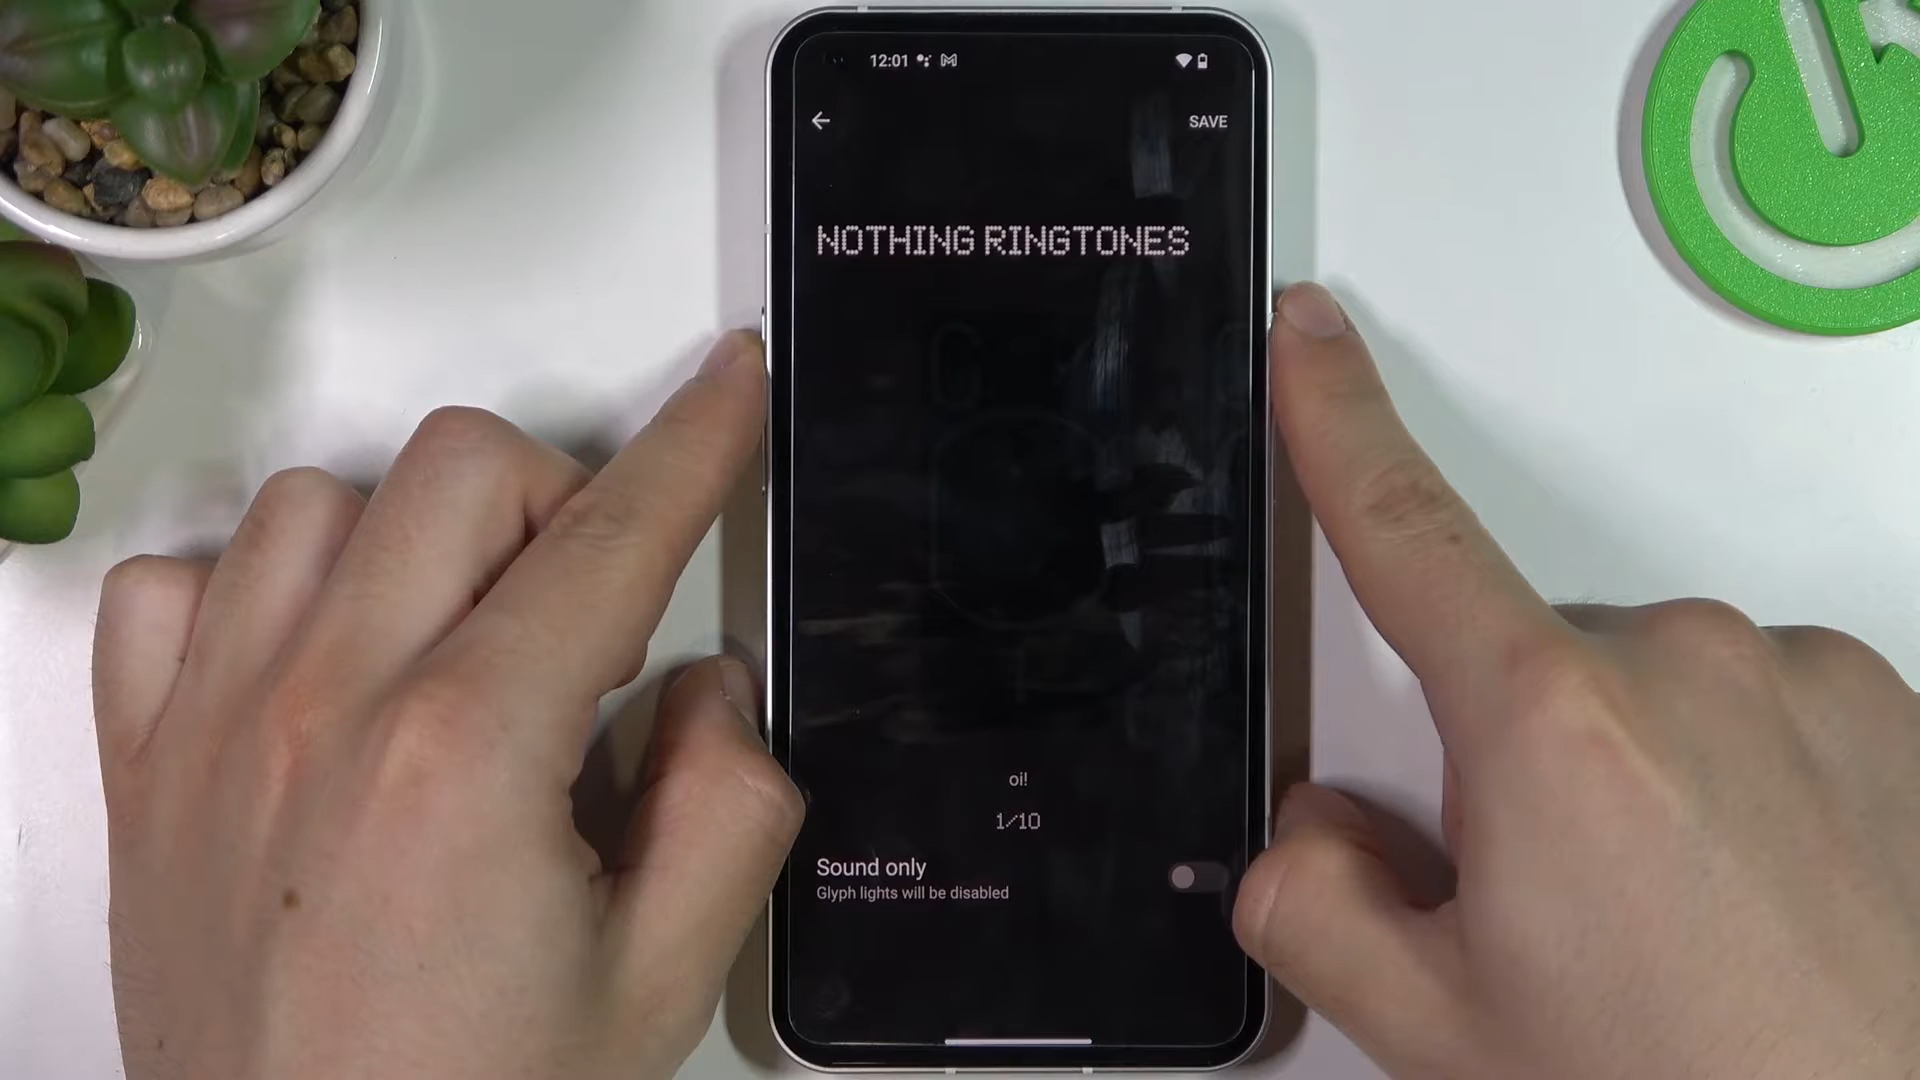 12:01
SAVE
NOTHING RINGTONES
oi!
1/10
Sound only
Glyph lights will be disabled